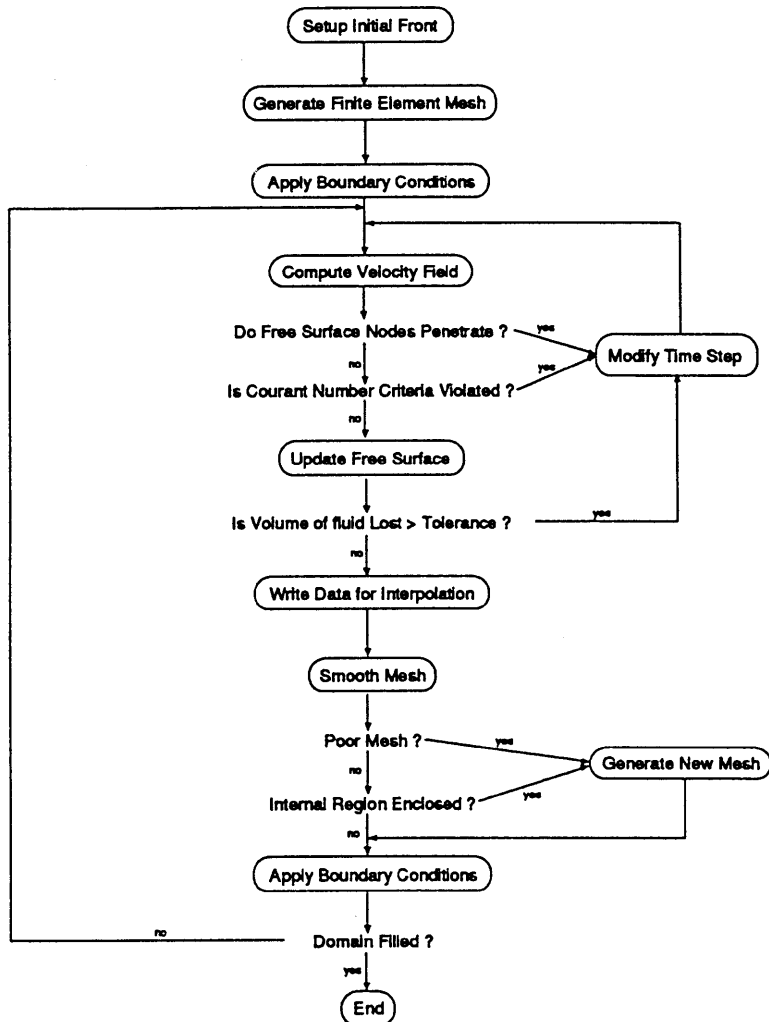 Setup Initial Front
Generate Finite Element Mesh
Apply Boundary Conditions
Compute Velocity Field
Do Free Surface Nodes Penetrate ?
yes
Modify Time Step
no
yes
Is Courant Number Criteria Violated ?
no
Update Free Surface
Is Volume of fluid Lost > Tolerance ?
yes
no
Write Data for Interpolation
Smooth Mesh
Poor Mesh ?
yes
Generate New Mesh
no
yes
Internal Region Enclosed ?
no
Apply Boundary Conditions
no
Domain Filled ?
yes
End